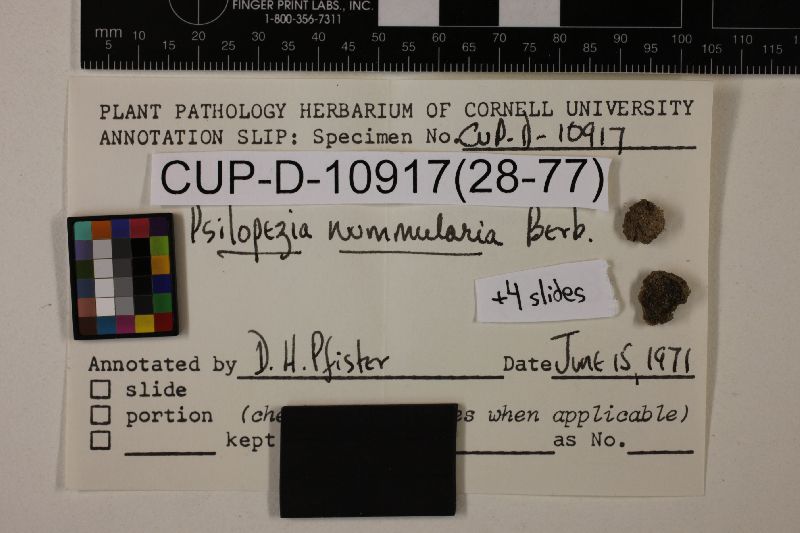 FINGER PRINT LABS., INC.
1-800-356-7311
mm 5 10 15 20 25 30 35 40 45 50 55 60 65 70 75 80 85 90 95 100 105 110 115
PLANT PATHOLOGY HERBARIUM OF CORNELL UNIVERSITY
ANNOTATION SLIP: Specimen No. CUP-D-10917
CUP-D-10917(28-77)
Psilopezia nummularia Berk.
+4 slides
Annotated by D. H. Pfister Date June 15, 1971
slide
portion (che es when applicable)
kept as No.